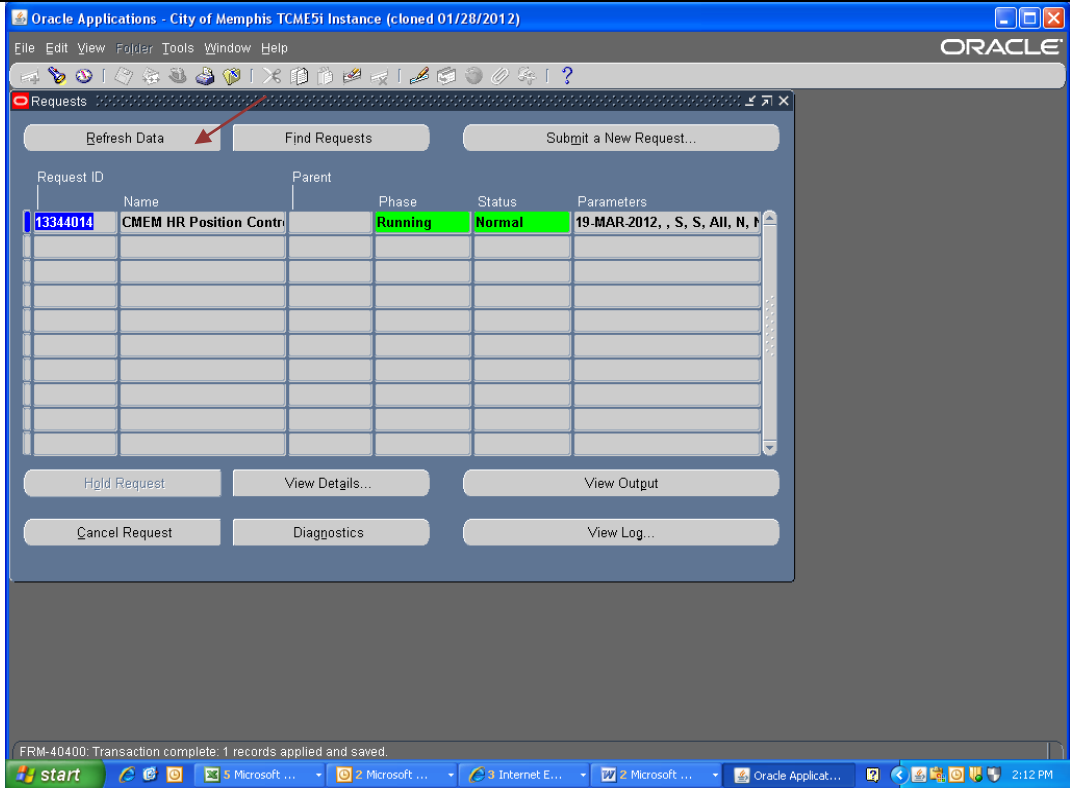 Oracle Applications - City of Memphis TCME5i Instance (cloned 01/28/2012)
File Edit View Folder Tools Window Help
ORACLE
Requests
Refresh Data Find Requests Submit a New Request...
Request ID Parent
Name Phase Status Parameters
13344014 CMEM HR Position Contr Running Normal 19-MAR-2012, , S, S, All, N,
Hold Request View Details... View Output
Cancel Request Diagnostics View Log...
FRM-40400: Transaction complete: 1 records applied and saved.
start 5 Microsoft ... 2 Microsoft ... 3 Internet E... 2 Microsoft ... Oracle Applicat... 2:12 PM